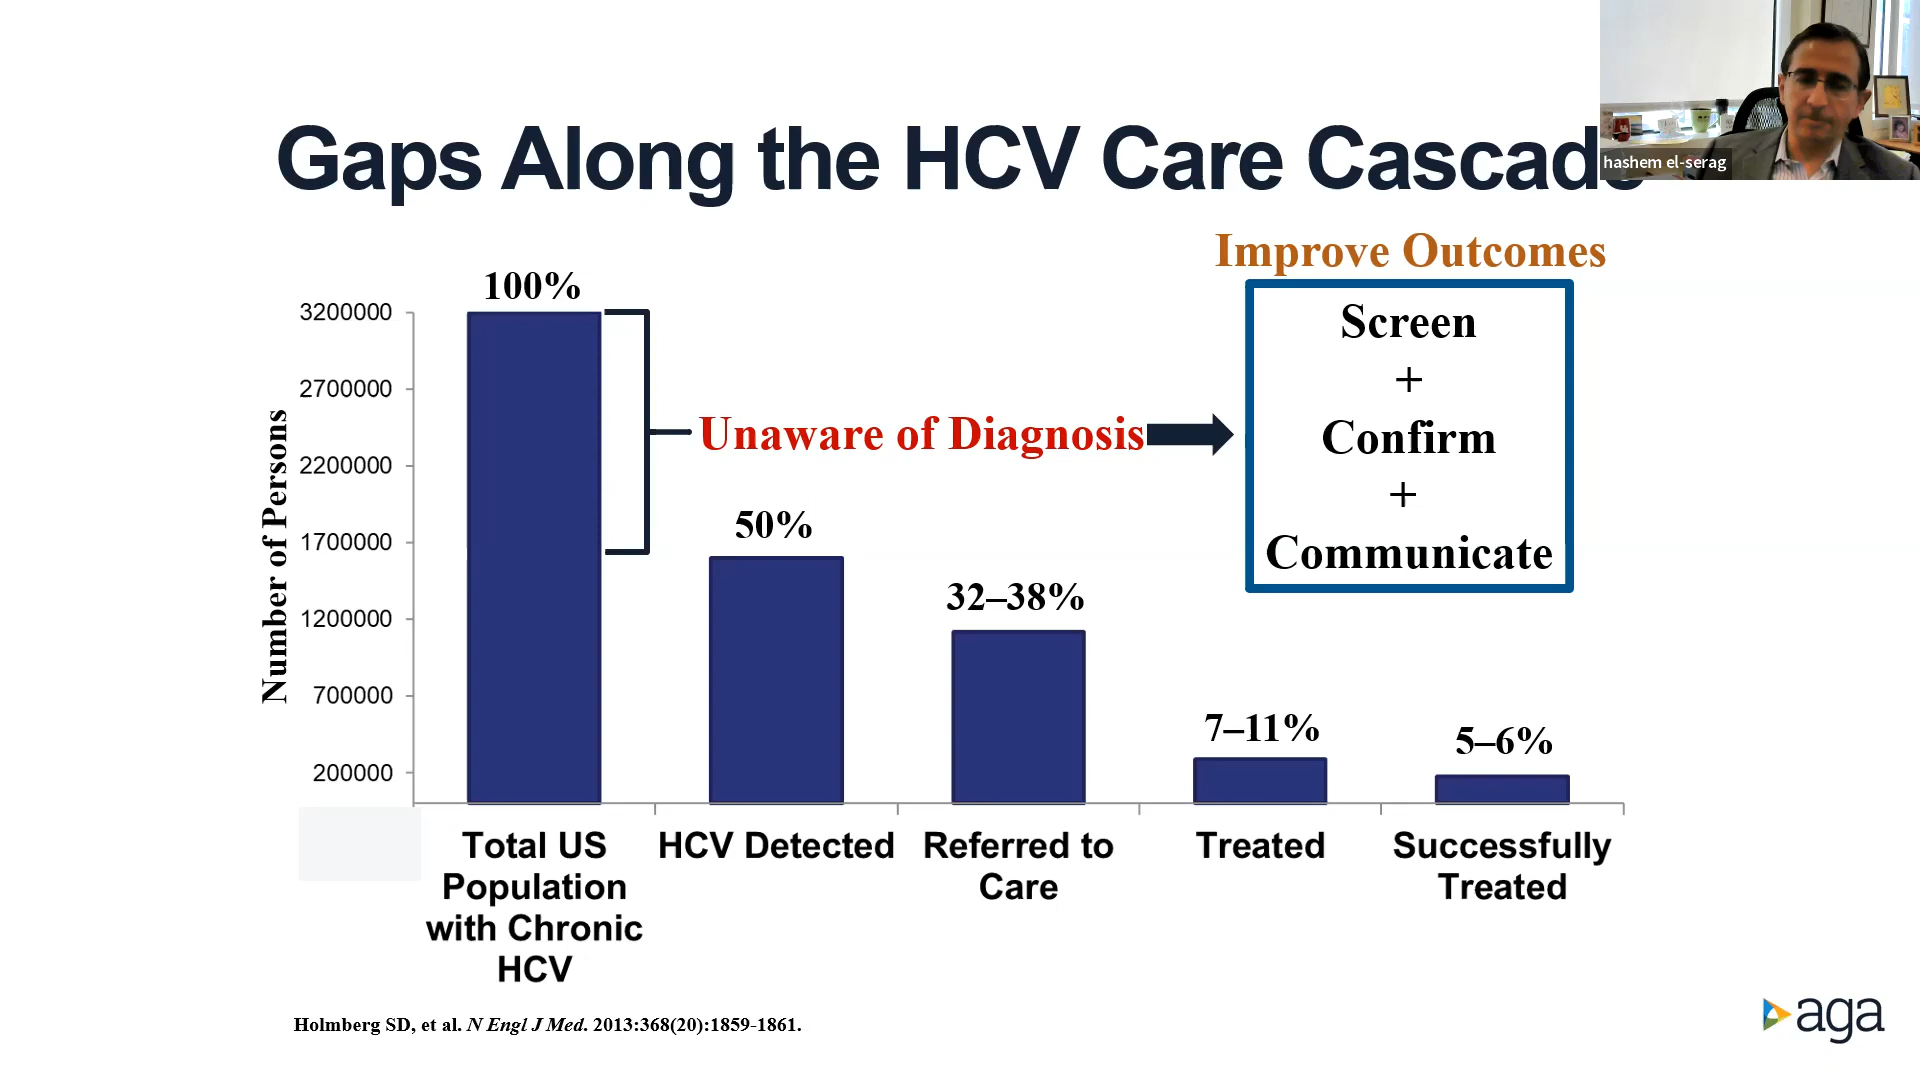 Gaps Along the HCV Care Cascade
hashem el-serag
Improve Outcomes
Screen
+
Confirm
+
Communicate
Unaware of Diagnosis
Number of Persons
3200000
2700000
2200000
1700000
1200000
700000
200000
100%
50%
32–38%
7–11%
5–6%
Total US
Population
with Chronic
HCV
HCV Detected
Referred to
Care
Treated
Successfully
Treated
Holmberg SD, et al. N Engl J Med. 2013:368(20):1859-1861.
aga